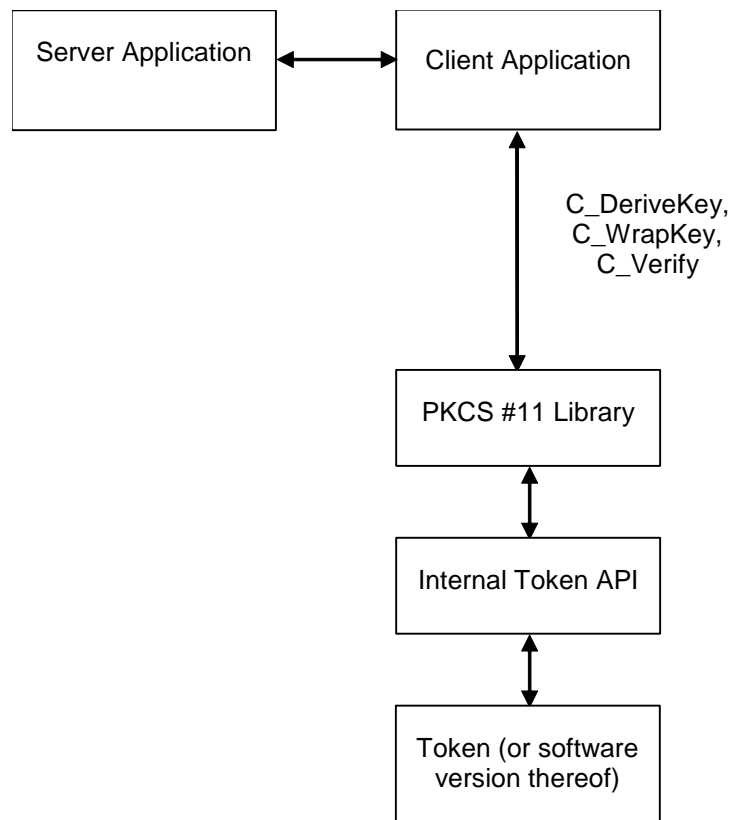 Server Application
Client Application
C_DeriveKey,
C_WrapKey,
C_Verify
PKCS #11 Library
Internal Token API
Token (or software
version thereof)